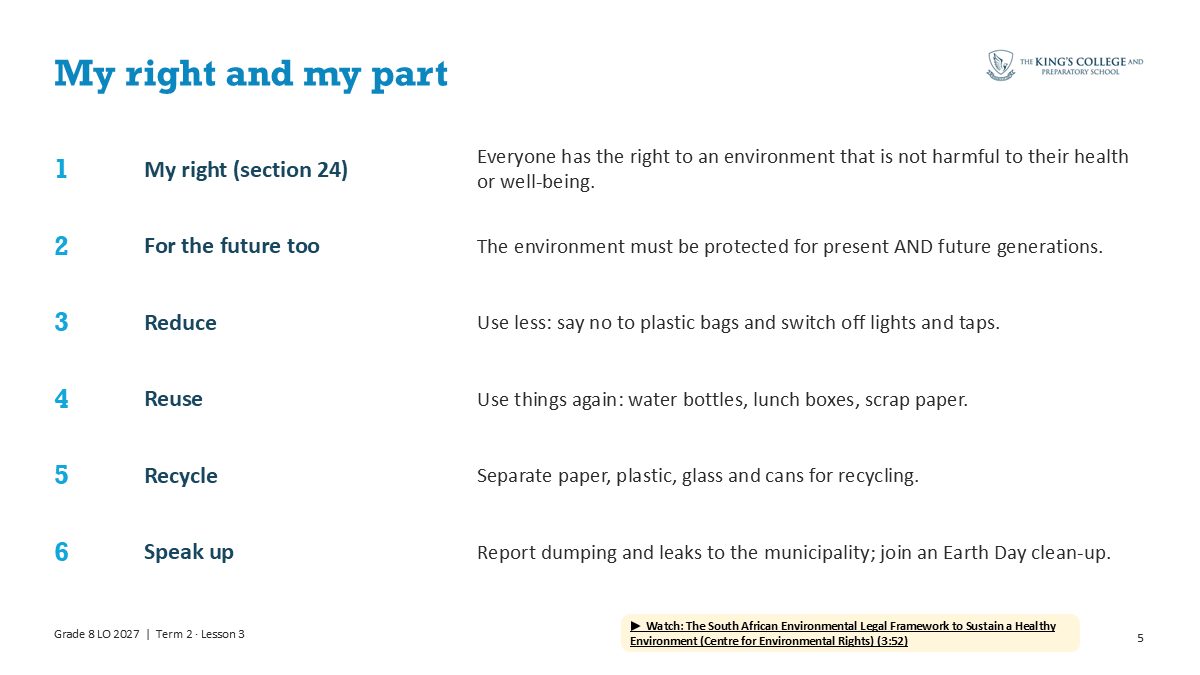 My right and my part
THE KING'S COLLEGE AND
PREPARATORY SCHOOL
1
My right (section 24)
Everyone has the right to an environment that is not harmful to their health
or well-being.
2
For the future too
The environment must be protected for present AND future generations.
3
Reduce
Use less: say no to plastic bags and switch off lights and taps.
4
Reuse
Use things again: water bottles, lunch boxes, scrap paper.
5
Recycle
Separate paper, plastic, glass and cans for recycling.
6
Speak up
Report dumping and leaks to the municipality; join an Earth Day clean-up.
Grade 8 LO 2027 | Term 2 · Lesson 3
▶ Watch: The South African Environmental Legal Framework to Sustain a Healthy
Environment (Centre for Environmental Rights) (3:52)
5